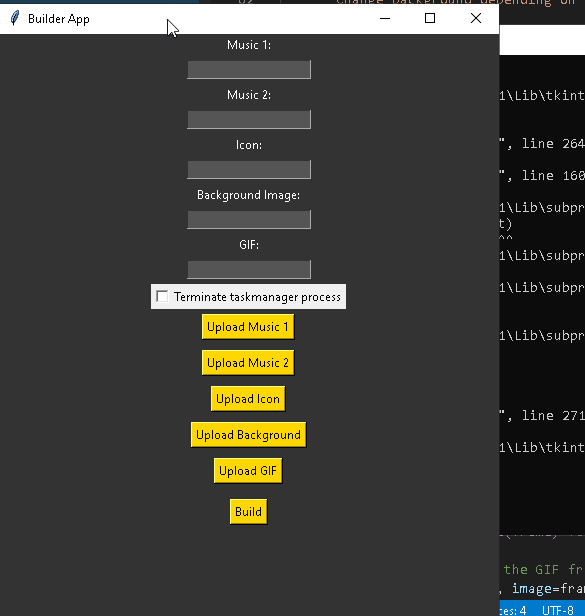 change background depending on
Builder App
Music 1:
Music 2:
Icon:
Background Image:
GIF:
Terminate taskmanager process
Upload Music 1
Upload Music 2
Upload Icon
Upload Background
Upload GIF
Build
1\Lib\tkint
", line 264
", line 160
1\Lib\subpr
t)
^^
1\Lib\subpr
1\Lib\subpr
1\Lib\subpr
", line 271
1\Lib\tkint
the GIF fr
, image=fram
ces: 4 UTF-8